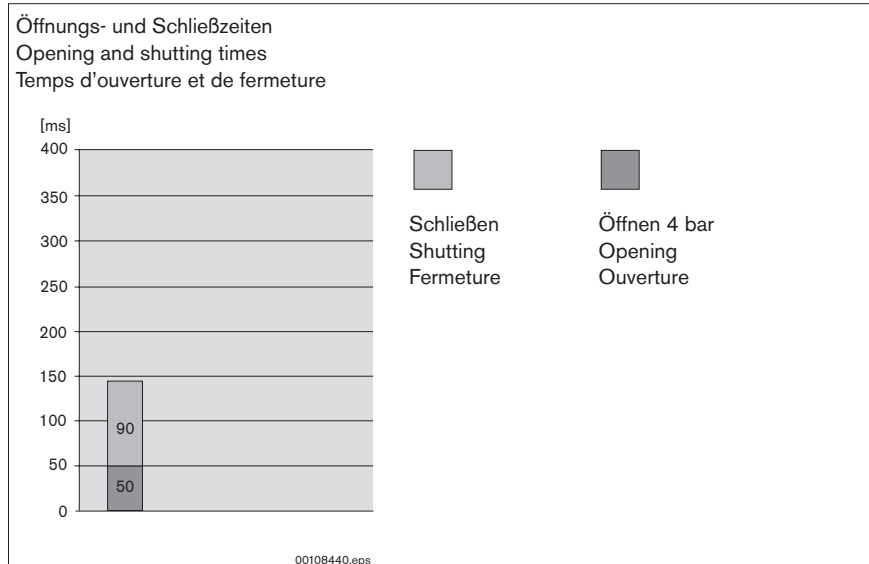 Öffnungs- und Schließzeiten
Opening and shutting times
Temps d'ouverture et de fermeture
[ms]
400
350
300
250
200
150
100
50
0
90
50
Schließen
Shutting
Fermeture
Öffnen 4 bar
Opening
Ouverture
00108440.eps